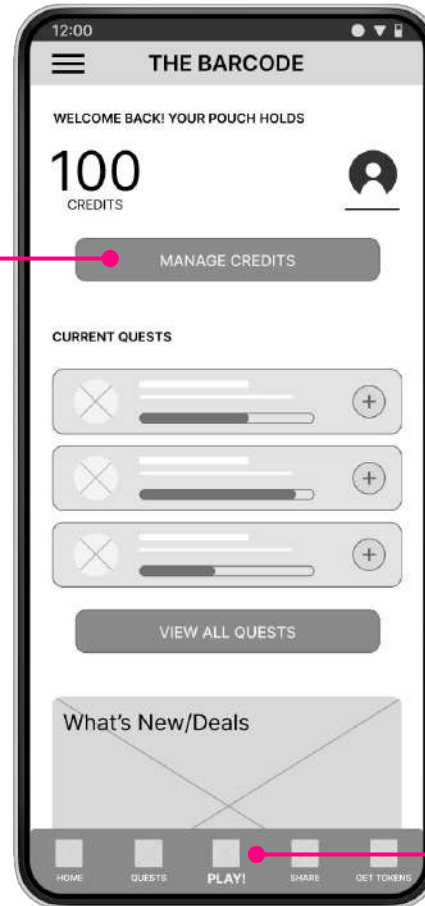 12:00
THE BARCODE
WELCOME BACK! YOUR POUCH HOLDS
100
CREDITS
MANAGE CREDITS
CURRENT QUESTS
VIEW ALL QUESTS
What's New/Deals
HOME QUESTS PLAY! SHARE GET TOKENS